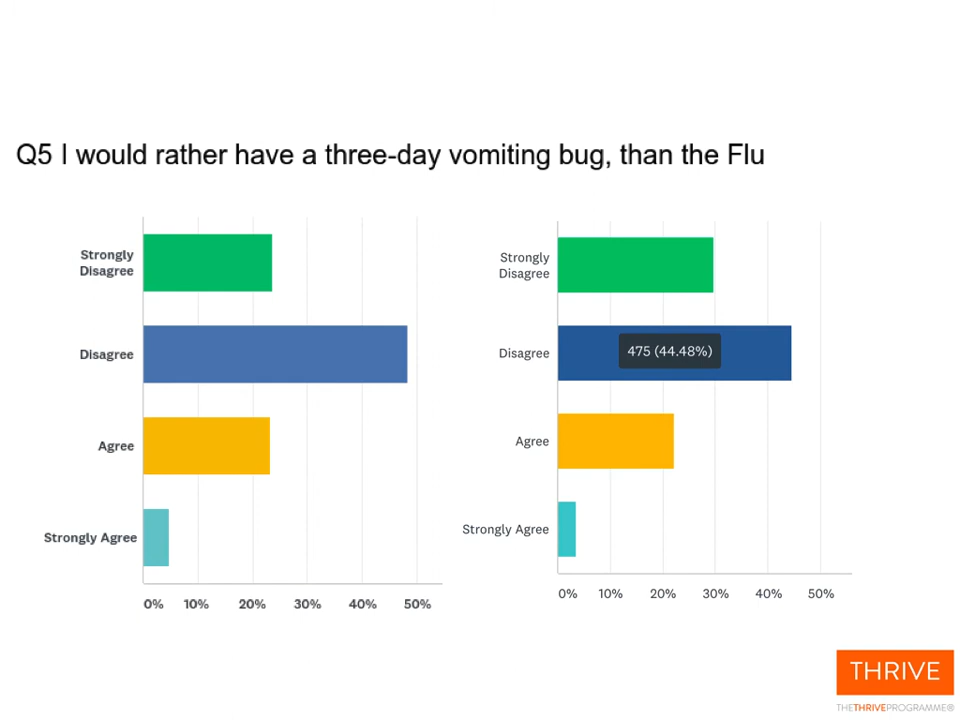 Q5 I would rather have a three-day vomiting bug, than the Flu
Strongly
Disagree
Disagree
Agree
Strongly Agree
0% 10% 20% 30% 40% 50%
Strongly
Disagree
Disagree
475 (44.48%)
Agree
Strongly Agree
0% 10% 20% 30% 40% 50%
THRIVE
THETHRIVEPROGRAMME®